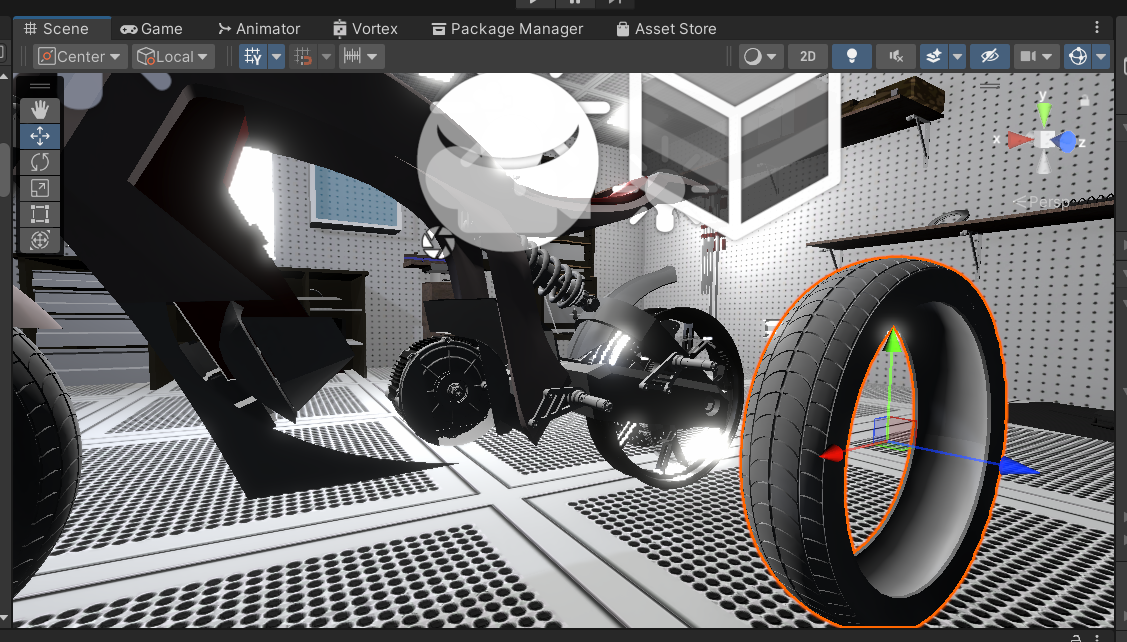 Scene Game Animator Vortex Package Manager Asset Store
Center Local 2D
y
x z
Persp